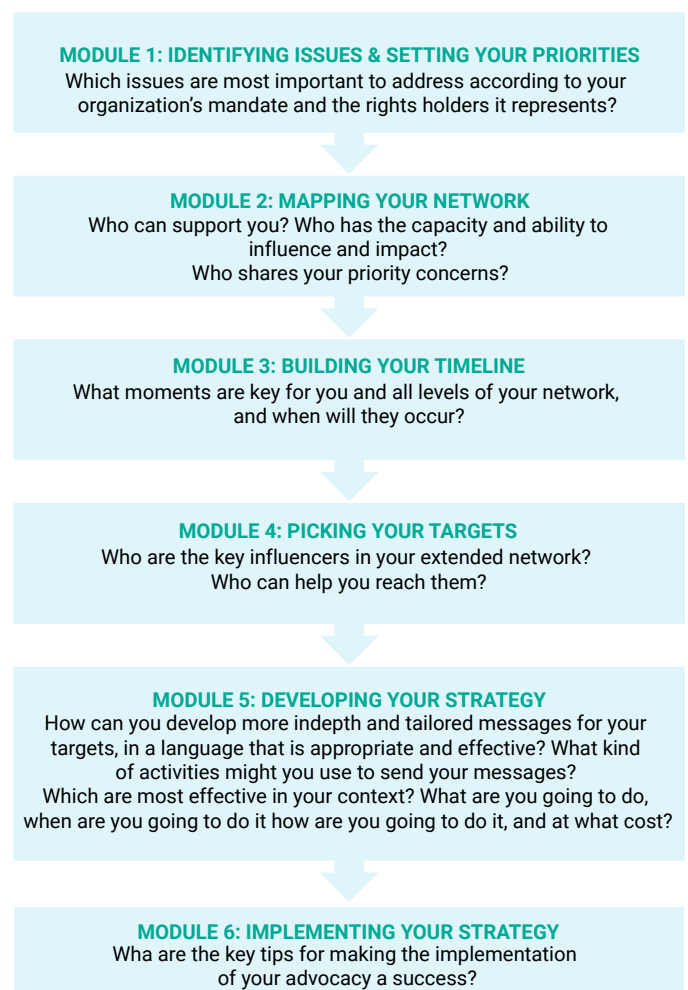 MODULE 1: IDENTIFYING ISSUES & SETTING YOUR PRIORITIES
Which issues are most important to address according to your
organization's mandate and the rights holders it represents?
MODULE 2: MAPPING YOUR NETWORK
Who can support you? Who has the capacity and ability to
influence and impact?
Who shares your priority concerns?
MODULE 3: BUILDING YOUR TIMELINE
What moments are key for you and all levels of your network,
and when will they occur?
MODULE 4: PICKING YOUR TARGETS
Who are the key influencers in your extended network?
Who can help you reach them?
MODULE 5: DEVELOPING YOUR STRATEGY
How can you develop more indepth and tailored messages for your
targets, in a language that is appropriate and effective? What kind
of activities might you use to send your messages?
Which are most effective in your context? What are you going to do,
when are you going to do it how are you going to do it, and at what cost?
MODULE 6: IMPLEMENTING YOUR STRATEGY
Wha are the key tips for making the implementation
of your advocacy a success?